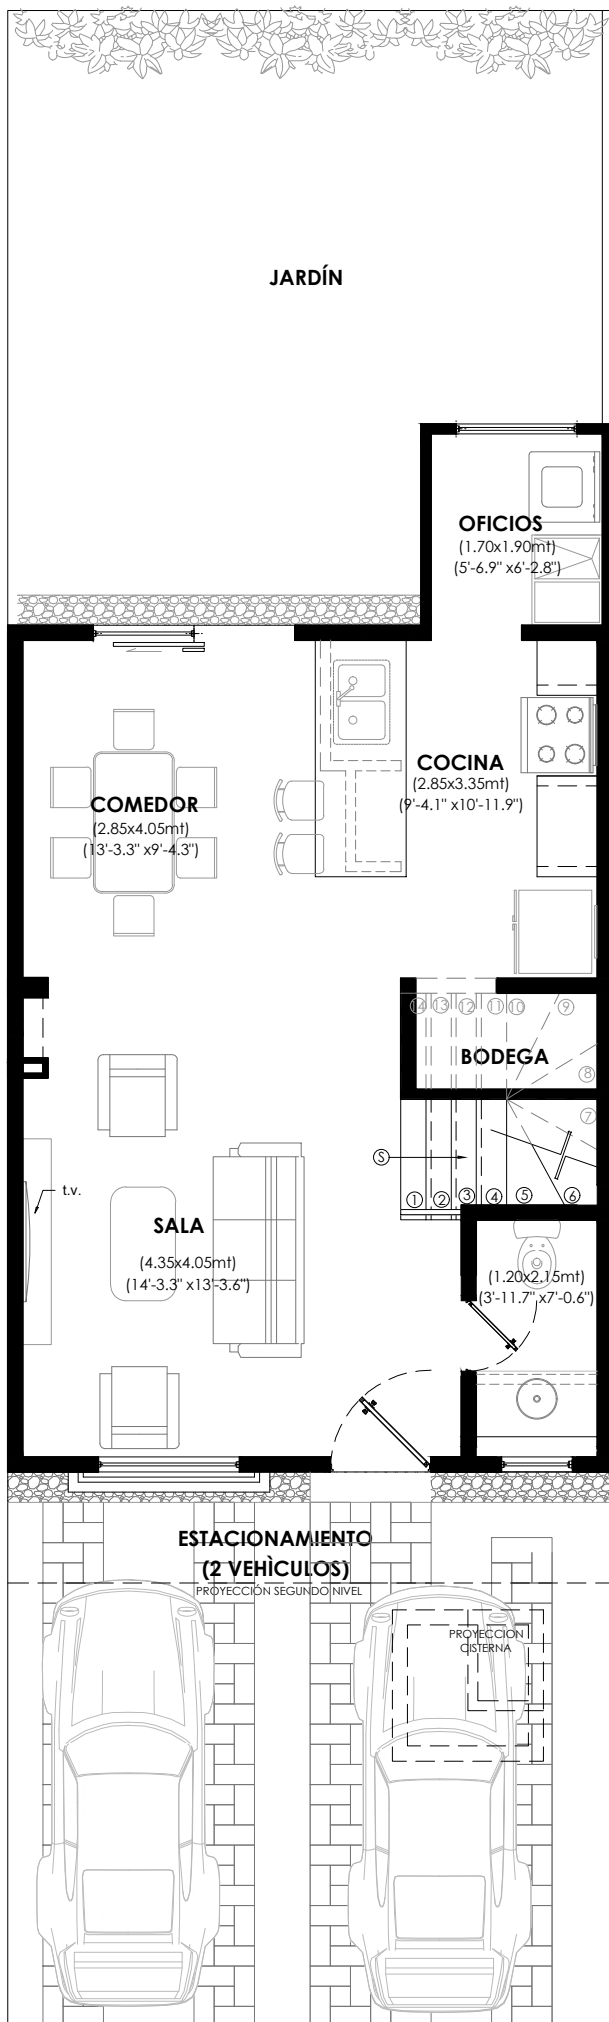 JARDÍN
OFICIOS
(1.70x1.90mt)
(5'-6.9" x6'-2.8")
COCINA
(2.85x3.35mt)
(9'-4.1" x10'-11.9")
COMEDOR
(2.85x4.05mt)
(13'-3.3" x9'-4.3")
14 13 12 11 10 9
BODEGA
8
7
S
1 2 3 4 5 6
t.v.
SALA
(4.35x4.05mt)
(14'-3.3" x13'-3.6")
(1.20x2.15mt)
(3'-11.7" x7'-0.6")
ESTACIONAMIENTO
(2 VEHÌCULOS)
PROYECCIÓN SEGUNDO NIVEL
PROYECCION
CISTERNA